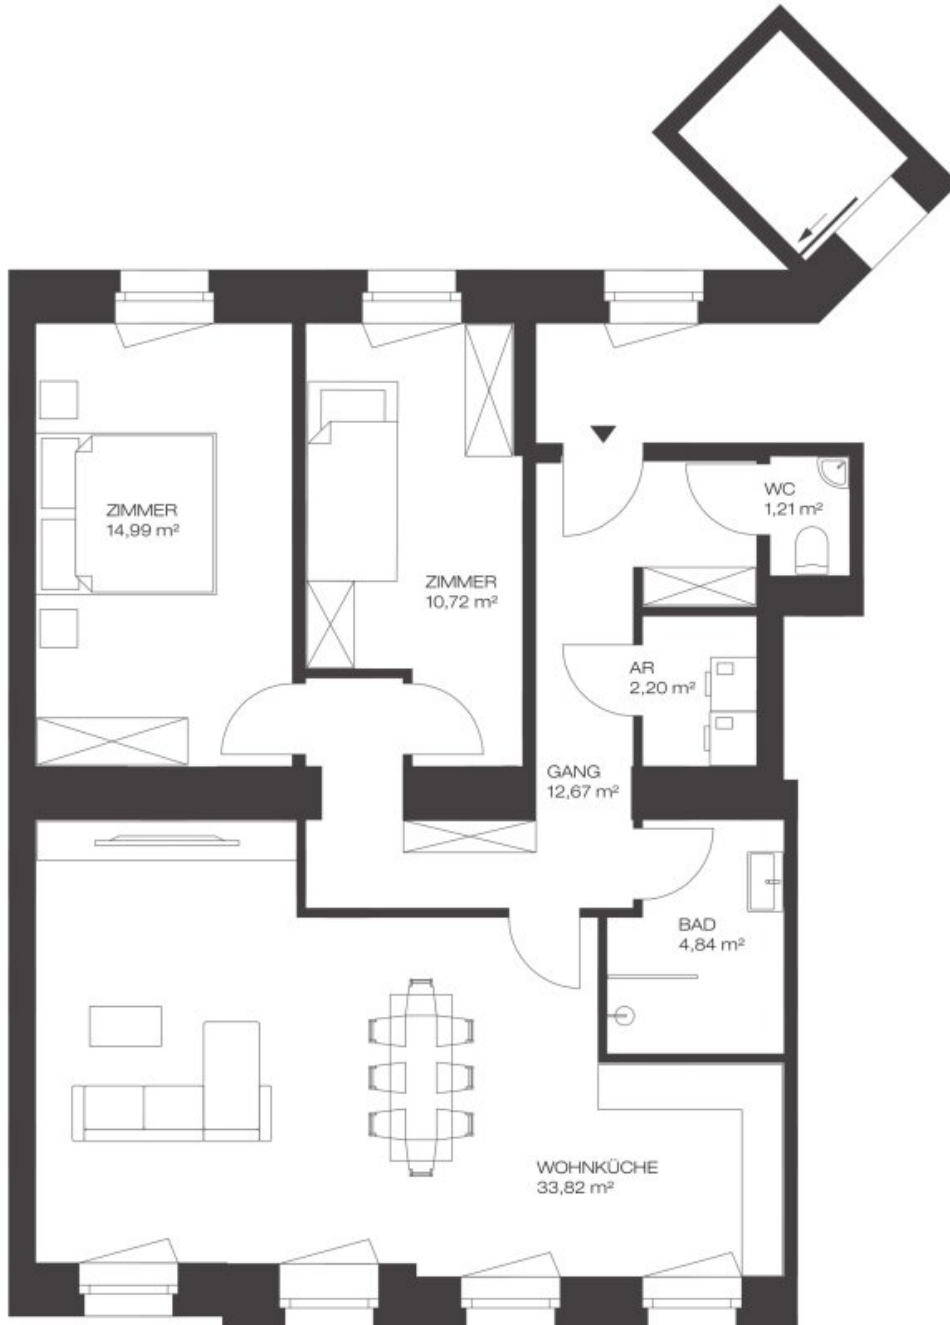 WC
1,21 m²
ZIMMER
14,99 m²
ZIMMER
10,72 m²
AR
2,20 m²
GANG
12,67 m²
BAD
4,84 m²
WOHNKÜCHE
33,82 m²